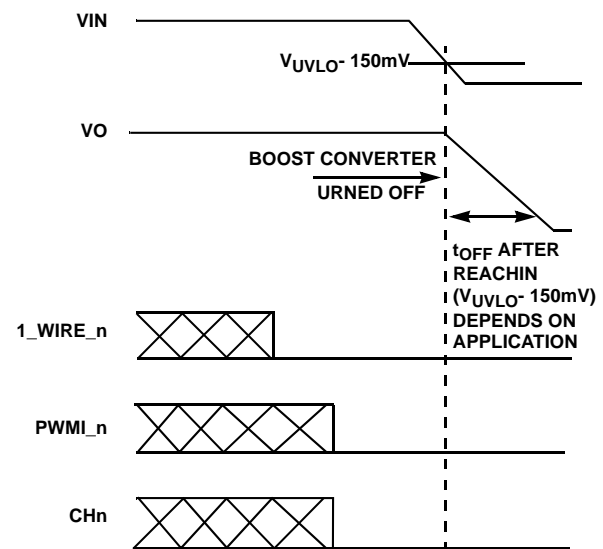 VIN
VUVLO- 150mV
VO
BOOST CONVERTER
URNED OFF
tOFF AFTER
REACHIN
(VUVLO- 150mV)
DEPENDS ON
APPLICATION
1_WIRE_n
PWMI_n
CHn